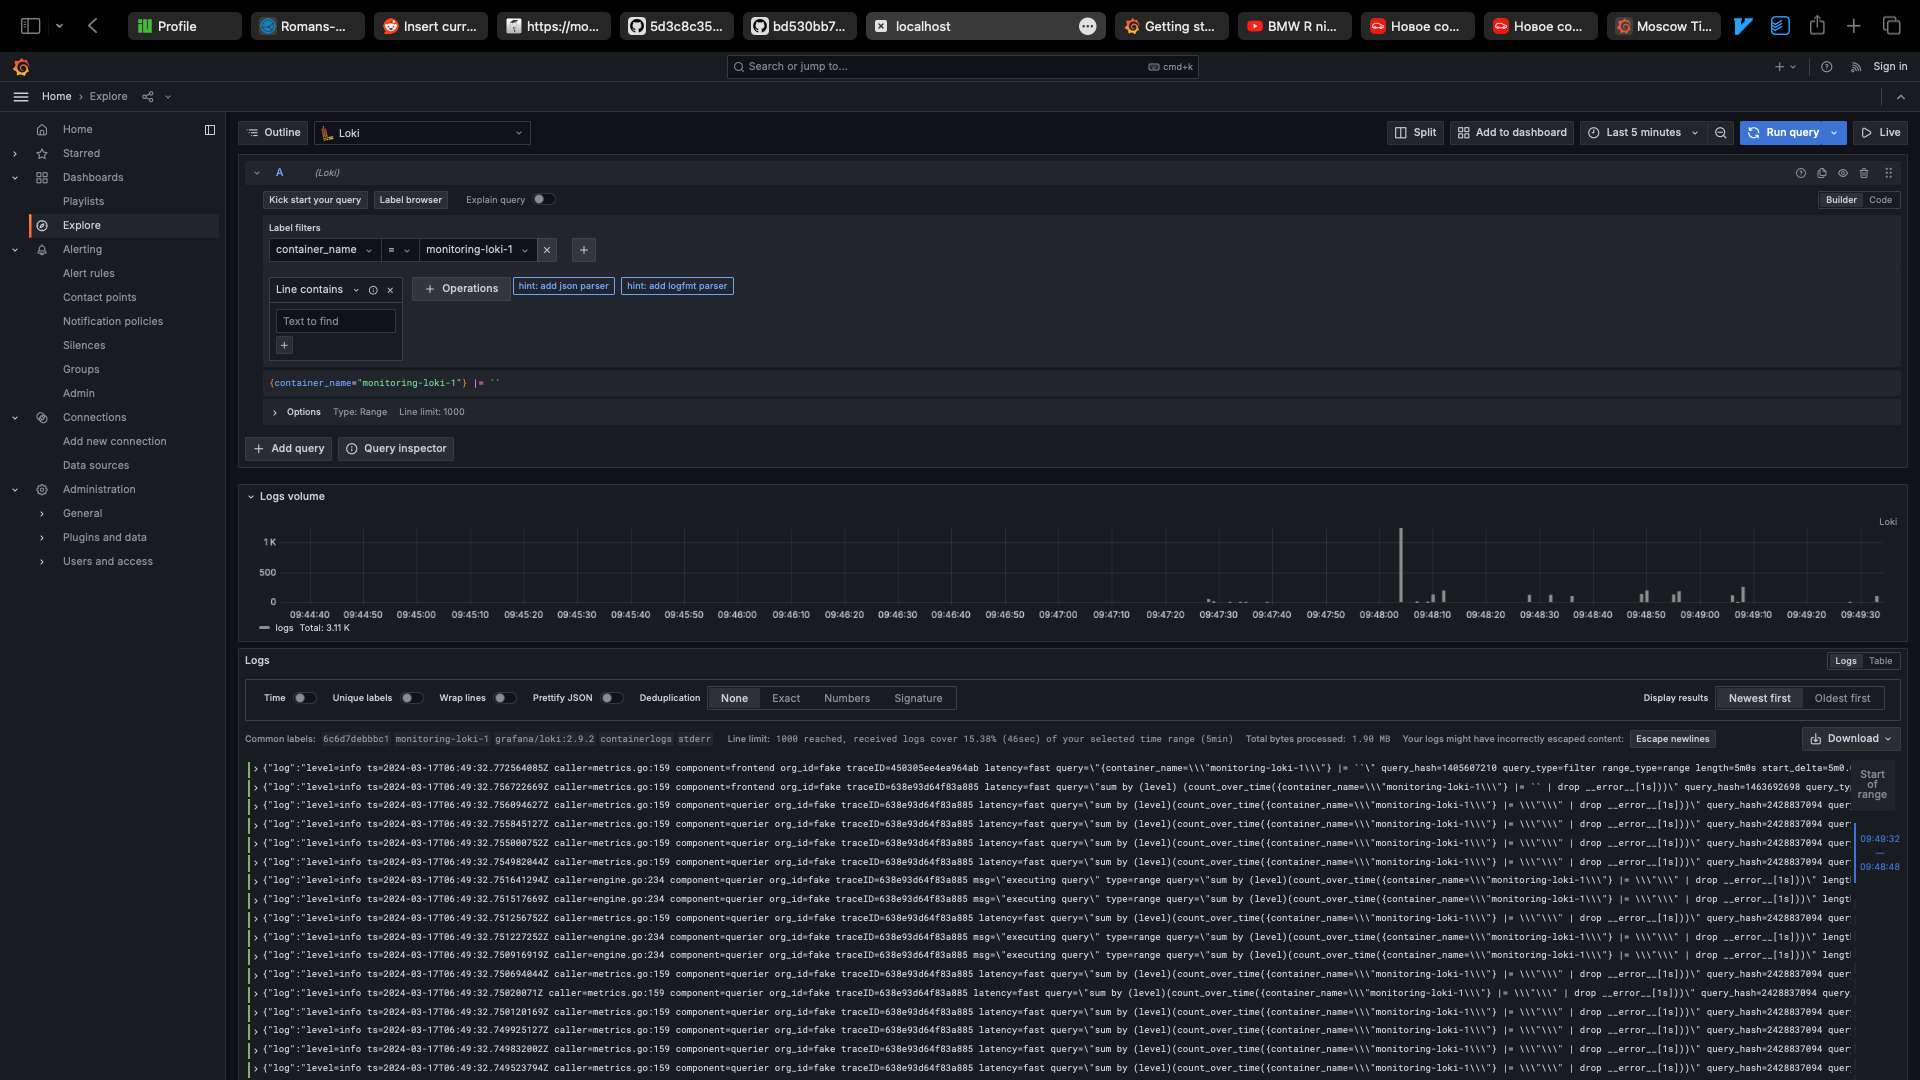 Profile
Romans-...
Insert curr...
https://mo...
5d3c8c35...
bd530bb7...
localhost
Getting st...
BMW R ni...
Новое со...
Новое со...
Moscow Ti...
Search or jump to...
cmd+k
Sign in
Home › Explore
Home
Starred
Dashboards
Playlists
Explore
Alerting
Alert rules
Contact points
Notification policies
Silences
Groups
Admin
Connections
Add new connection
Data sources
Administration
General
Plugins and data
Users and access
Outline
Loki
Split
Add to dashboard
Last 5 minutes
Run query
Live
A (Loki)
Kick start your query
Label browser
Explain query
Builder
Code
Label filters
container_name
=
monitoring-loki-1
Line contains
Operations
hint: add json parser
hint: add logfmt parser
Text to find
{container_name="monitoring-loki-1"} |= ``
Options Type: Range Line limit: 1000
Add query
Query inspector
Logs volume
Loki
1 K
500
0
09:44:40 09:44:50 09:45:00 09:45:10 09:45:20 09:45:30 09:45:40 09:45:50 09:46:00 09:46:10 09:46:20 09:46:30 09:46:40 09:46:50 09:47:00 09:47:10 09:47:20 09:47:30 09:47:40 09:47:50 09:48:00 09:48:10 09:48:20 09:48:30 09:48:40 09:48:50 09:49:00 09:49:10 09:49:20 09:49:30
logs Total: 3.11 K
Logs
Logs
Table
Time
Unique labels
Wrap lines
Prettify JSON
Deduplication
None
Exact
Numbers
Signature
Display results
Newest first
Oldest first
Common labels: 6c6d7debbbc1 monitoring-loki-1 grafana/loki:2.9.2 containerlogs stderr Line limit: 1000 reached, received logs cover 15.38% (46sec) of your selected time range (5min) Total bytes processed: 1.90 MB Your logs might have incorrectly escaped content: Escape newlines
Download
{"log":"level=info ts=2024-03-17T06:49:32.772564085Z caller=metrics.go:159 component=frontend org_id=fake traceID=450305ee4ea964ab latency=fast query=\"{container_name=\\\"monitoring-loki-1\\\"} |= ``\" query_hash=1405607210 query_type=filter range_type=range length=5m0s start_delta=5m0.
{"log":"level=info ts=2024-03-17T06:49:32.756722669Z caller=metrics.go:159 component=frontend org_id=fake traceID=638e93d64f83a885 latency=fast query=\"sum by (level) (count_over_time({container_name=\\\"monitoring-loki-1\\\"} |= `` | drop __error__[1s]))\" query_hash=1463692698 query_ty
{"log":"level=info ts=2024-03-17T06:49:32.756094627Z caller=metrics.go:159 component=querier org_id=fake traceID=638e93d64f83a885 latency=fast query=\"sum by (level)(count_over_time({container_name=\\\"monitoring-loki-1\\\"} |= \\\"\\\" | drop __error__[1s]))\" query_hash=2428837094 quer
{"log":"level=info ts=2024-03-17T06:49:32.755845127Z caller=metrics.go:159 component=querier org_id=fake traceID=638e93d64f83a885 latency=fast query=\"sum by (level)(count_over_time({container_name=\\\"monitoring-loki-1\\\"} |= \\\"\\\" | drop __error__[1s]))\" query_hash=2428837094 quer
{"log":"level=info ts=2024-03-17T06:49:32.755000752Z caller=metrics.go:159 component=querier org_id=fake traceID=638e93d64f83a885 latency=fast query=\"sum by (level)(count_over_time({container_name=\\\"monitoring-loki-1\\\"} |= \\\"\\\" | drop __error__[1s]))\" query_hash=2428837094 quer
{"log":"level=info ts=2024-03-17T06:49:32.754982044Z caller=metrics.go:159 component=querier org_id=fake traceID=638e93d64f83a885 latency=fast query=\"sum by (level)(count_over_time({container_name=\\\"monitoring-loki-1\\\"} |= \\\"\\\" | drop __error__[1s]))\" query_hash=2428837094 quer
{"log":"level=info ts=2024-03-17T06:49:32.751641294Z caller=engine.go:234 component=querier org_id=fake traceID=638e93d64f83a885 msg=\"executing query\" type=range query=\"sum by (level)(count_over_time({container_name=\\\"monitoring-loki-1\\\"} |= \\\"\\\" | drop __error__[1s]))\" lengt
{"log":"level=info ts=2024-03-17T06:49:32.751517669Z caller=engine.go:234 component=querier org_id=fake traceID=638e93d64f83a885 msg=\"executing query\" type=range query=\"sum by (level)(count_over_time({container_name=\\\"monitoring-loki-1\\\"} |= \\\"\\\" | drop __error__[1s]))\" lengt
{"log":"level=info ts=2024-03-17T06:49:32.751256752Z caller=metrics.go:159 component=querier org_id=fake traceID=638e93d64f83a885 latency=fast query=\"sum by (level)(count_over_time({container_name=\\\"monitoring-loki-1\\\"} |= \\\"\\\" | drop __error__[1s]))\" query_hash=2428837094 quer
{"log":"level=info ts=2024-03-17T06:49:32.751227252Z caller=engine.go:234 component=querier org_id=fake traceID=638e93d64f83a885 msg=\"executing query\" type=range query=\"sum by (level)(count_over_time({container_name=\\\"monitoring-loki-1\\\"} |= \\\"\\\" | drop __error__[1s]))\" lengt
{"log":"level=info ts=2024-03-17T06:49:32.750916919Z caller=engine.go:234 component=querier org_id=fake traceID=638e93d64f83a885 msg=\"executing query\" type=range query=\"sum by (level)(count_over_time({container_name=\\\"monitoring-loki-1\\\"} |= \\\"\\\" | drop __error__[1s]))\" lengt
{"log":"level=info ts=2024-03-17T06:49:32.750694044Z caller=metrics.go:159 component=querier org_id=fake traceID=638e93d64f83a885 latency=fast query=\"sum by (level)(count_over_time({container_name=\\\"monitoring-loki-1\\\"} |= \\\"\\\" | drop __error__[1s]))\" query_hash=2428837094 quer
{"log":"level=info ts=2024-03-17T06:49:32.75020071Z caller=metrics.go:159 component=querier org_id=fake traceID=638e93d64f83a885 latency=fast query=\"sum by (level)(count_over_time({container_name=\\\"monitoring-loki-1\\\"} |= \\\"\\\" | drop __error__[1s]))\" query_hash=2428837094 query
{"log":"level=info ts=2024-03-17T06:49:32.750120169Z caller=metrics.go:159 component=querier org_id=fake traceID=638e93d64f83a885 latency=fast query=\"sum by (level)(count_over_time({container_name=\\\"monitoring-loki-1\\\"} |= \\\"\\\" | drop __error__[1s]))\" query_hash=2428837094 quer
{"log":"level=info ts=2024-03-17T06:49:32.749925127Z caller=metrics.go:159 component=querier org_id=fake traceID=638e93d64f83a885 latency=fast query=\"sum by (level)(count_over_time({container_name=\\\"monitoring-loki-1\\\"} |= \\\"\\\" | drop __error__[1s]))\" query_hash=2428837094 quer
{"log":"level=info ts=2024-03-17T06:49:32.749832002Z caller=metrics.go:159 component=querier org_id=fake traceID=638e93d64f83a885 latency=fast query=\"sum by (level)(count_over_time({container_name=\\\"monitoring-loki-1\\\"} |= \\\"\\\" | drop __error__[1s]))\" query_hash=2428837094 quer
{"log":"level=info ts=2024-03-17T06:49:32.749523794Z caller=metrics.go:159 component=querier org_id=fake traceID=638e93d64f83a885 latency=fast query=\"sum by (level)(count_over_time({container_name=\\\"monitoring-loki-1\\\"} |= \\\"\\\" | drop __error__[1s]))\" query_hash=2428837094 quer
Start
of
range
09:49:32
—
09:48:48